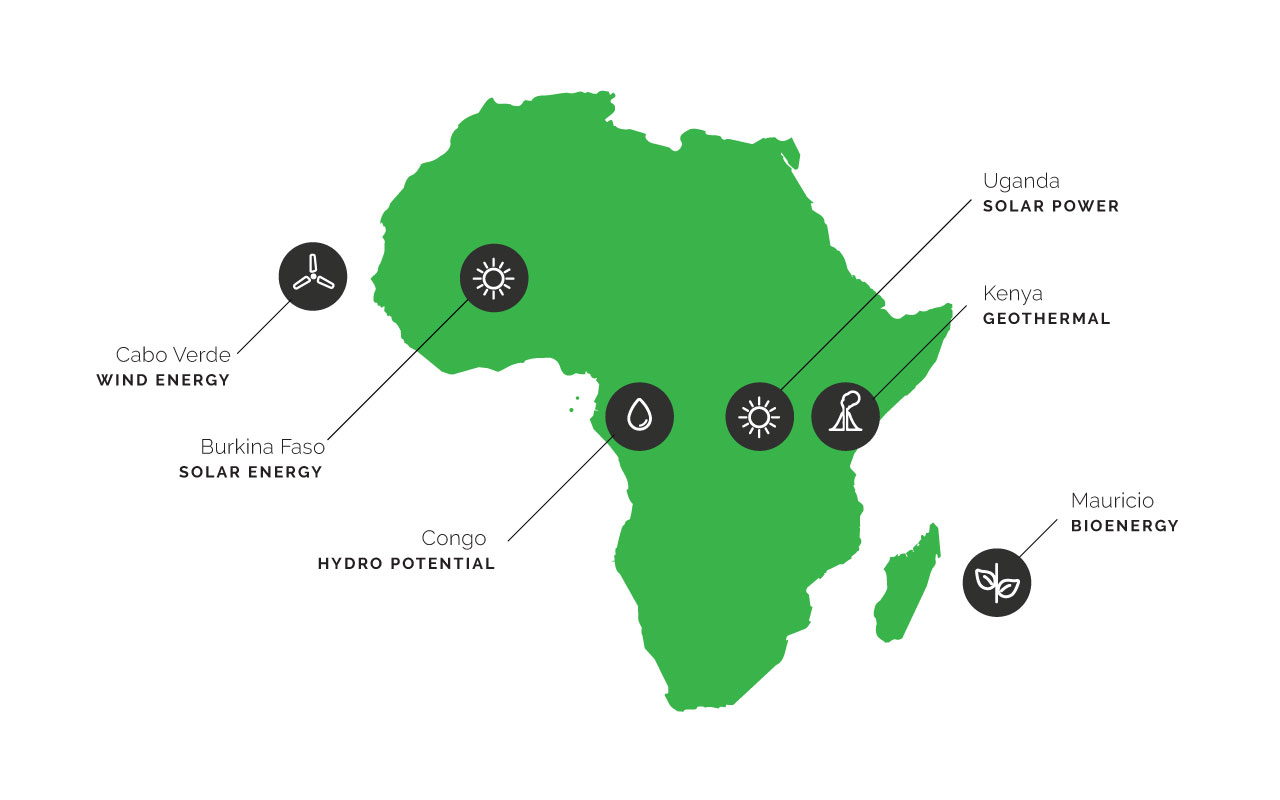 Uganda
SOLAR POWER
Kenya
GEOTHERMAL
Cabo Verde
WIND ENERGY
Burkina Faso
SOLAR ENERGY
Congo
HYDRO POTENTIAL
Mauricio
BIOENERGY